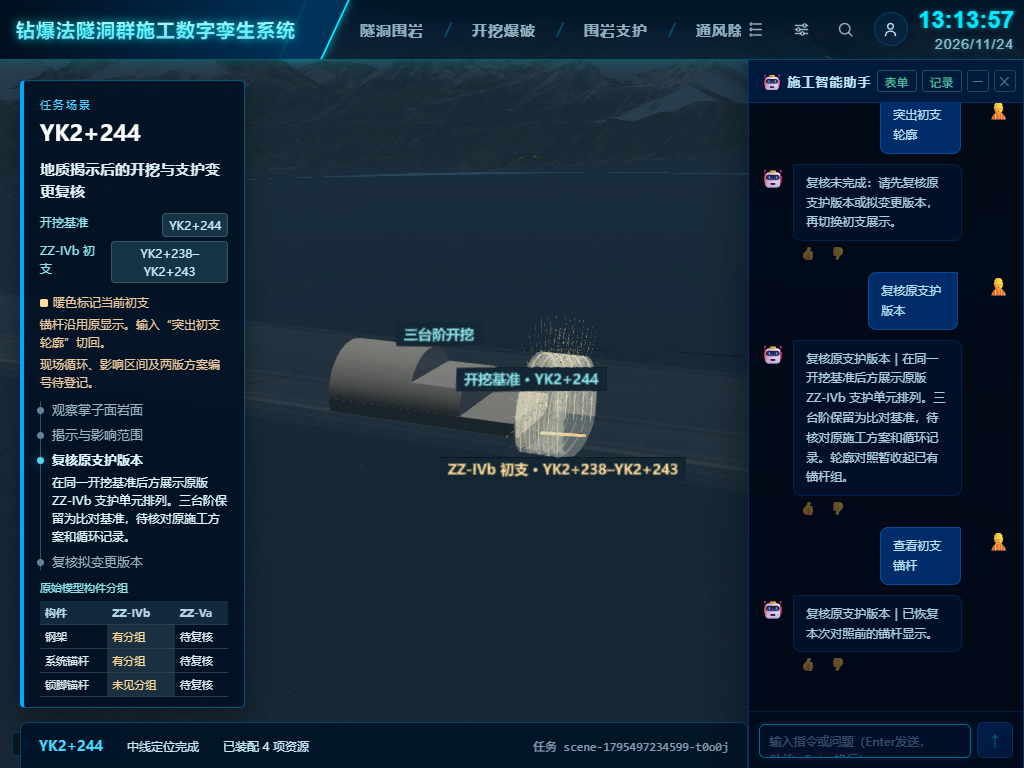 钻爆法隧洞群施工数字孪生系统
隧洞围岩 / 开挖爆破 / 围岩支护 / 通风除
13:13:57
2026/11/24
任务场景
YK2+244
地质揭示后的开挖与支护变
更复核
开挖基准
YK2+244
ZZ-IVb 初
支
YK2+238–
YK2+243
暖色标记当前初支
锚杆沿用原显示。输入“突出初支
轮廓”切回。
现场循环、影响区间及两版方案编
号待登记。
观察掌子面岩面
揭示与影响范围
复核原支护版本
在同一开挖基准后方展示原版
ZZ-IVb 支护单元排列。三台阶保
留为比对基准，待核对原施工方
案和循环记录。
复核拟变更版本
原始模型构件分组
构件 ZZ-IVb ZZ-Va
钢架 有分组 待复核
系统锚杆 有分组 待复核
锁脚锚杆 未见分组 待复核
三台阶开挖
开挖基准 • YK2+244
ZZ-IVb 初支 • YK2+238–YK2+243
YK2+244
中线定位完成
已装配 4 项资源
任务 scene-1795497234599-t0o0j
施工智能助手
表单
记录
突出初支
轮廓
复核未完成：请先复核原
支护版本或拟变更版本，
再切换初支展示。
复核原支护
版本
复核原支护版本 | 在同一
开挖基准后方展示原版
ZZ-IVb 支护单元排列。三
台阶保留为比对基准，待
核对原施工方案和循环记
录。轮廓对照暂收起已有
锚杆组。
查看初支
锚杆
复核原支护版本 | 已恢复
本次对照前的锚杆显示。
输入指令或问题（Enter发送，